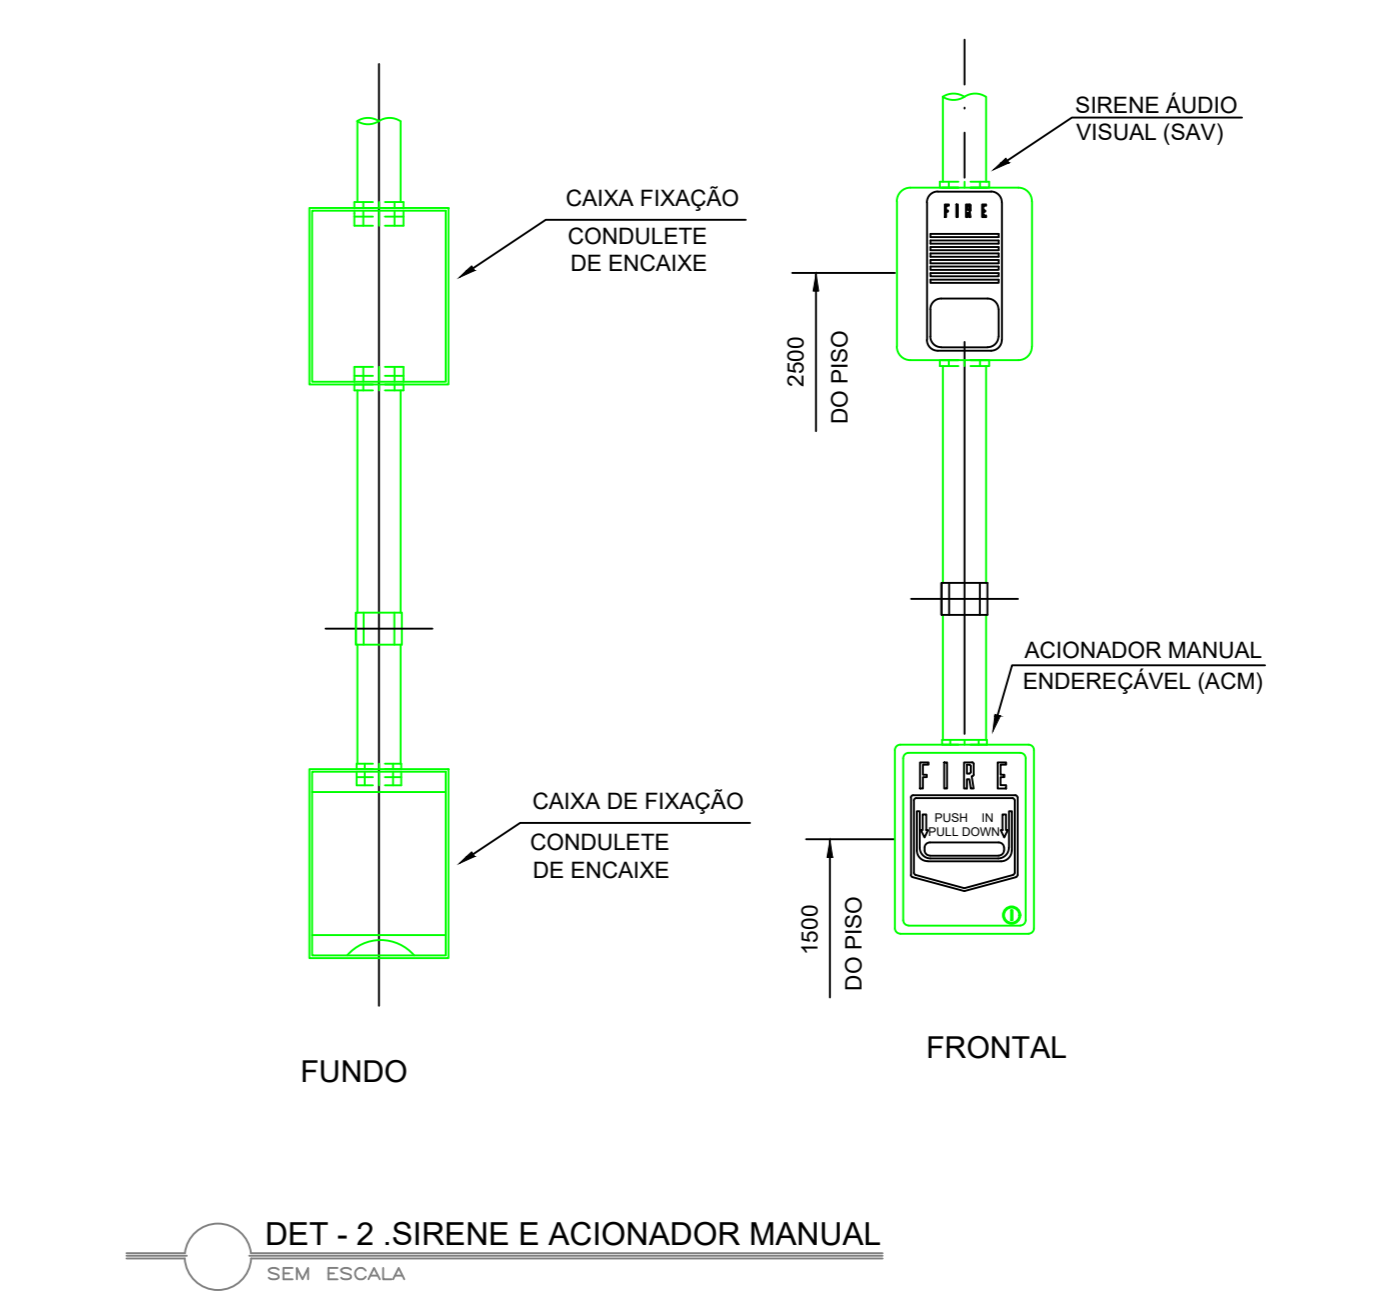 SIRENE ÁUDIO
VISUAL (SAV)
CAIXA FIXAÇÃO
CONDULETE
DE ENCAIXE
FIRE
2500
DO PISO
ACIONADOR MANUAL
ENDEREÇÁVEL (ACM)
FIRE
CAIXA DE FIXAÇÃO
CONDULETE
DE ENCAIXE
PUSH IN
PULL DOWN
1500
DO PISO
FUNDO
FRONTAL
DET - 2 .SIRENE E ACIONADOR MANUAL
SEM ESCALA